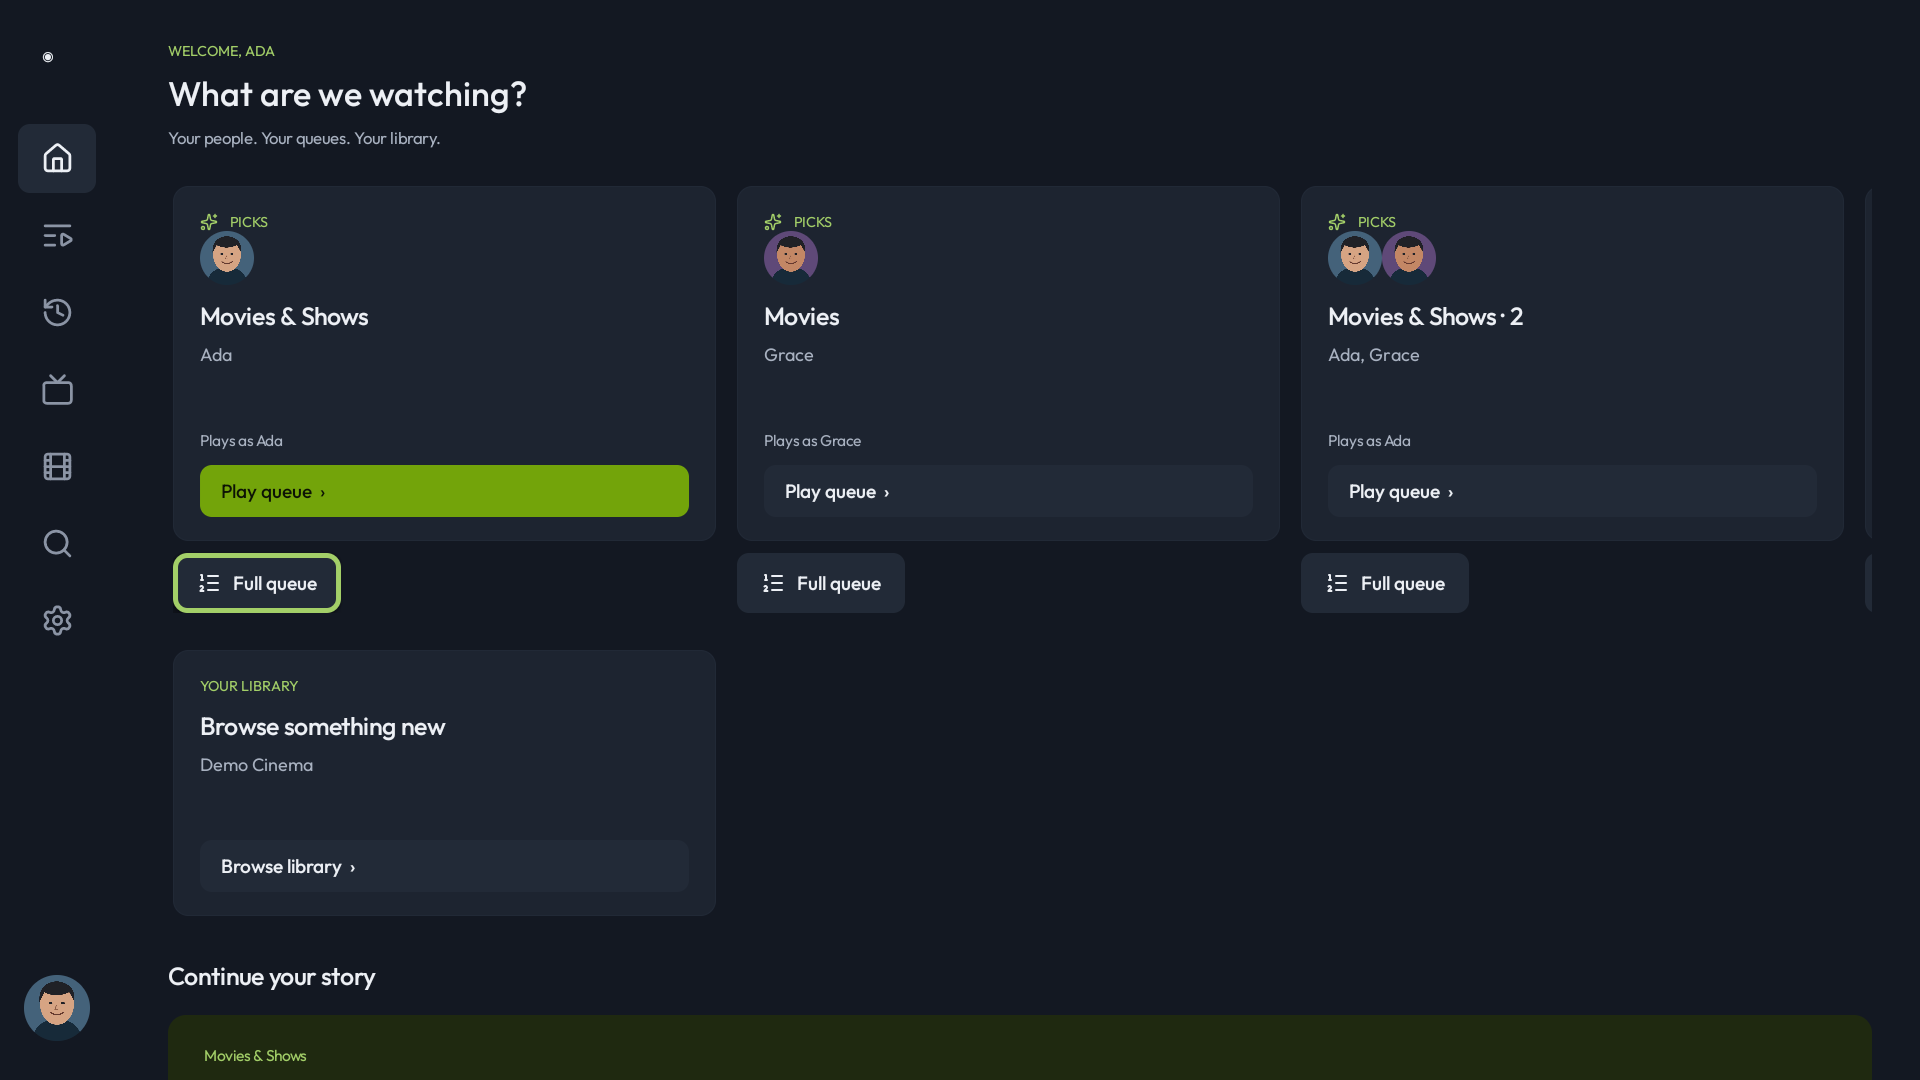 WELCOME, ADA
What are we watching?
Your people. Your queues. Your library.
PICKS
Movies & Shows
Ada
Plays as Ada
Play queue ›
Full queue
PICKS
Movies
Grace
Plays as Grace
Play queue ›
Full queue
PICKS
Movies & Shows · 2
Ada, Grace
Plays as Ada
Play queue ›
Full queue
YOUR LIBRARY
Browse something new
Demo Cinema
Browse library ›
Continue your story
Movies & Shows